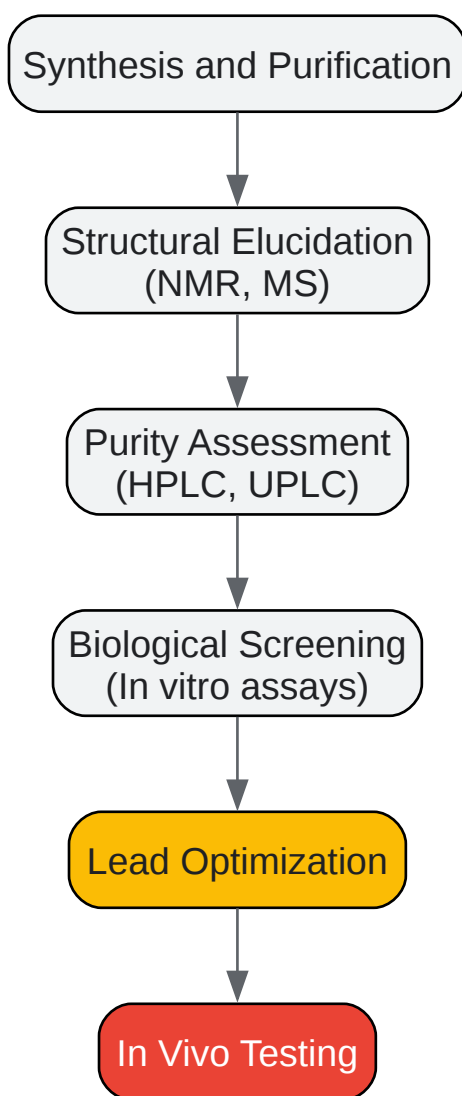 Synthesis and Purification
Structural Elucidation
(NMR, MS)
Purity Assessment
(HPLC, UPLC)
Biological Screening
(In vitro assays)
Lead Optimization
In Vivo Testing